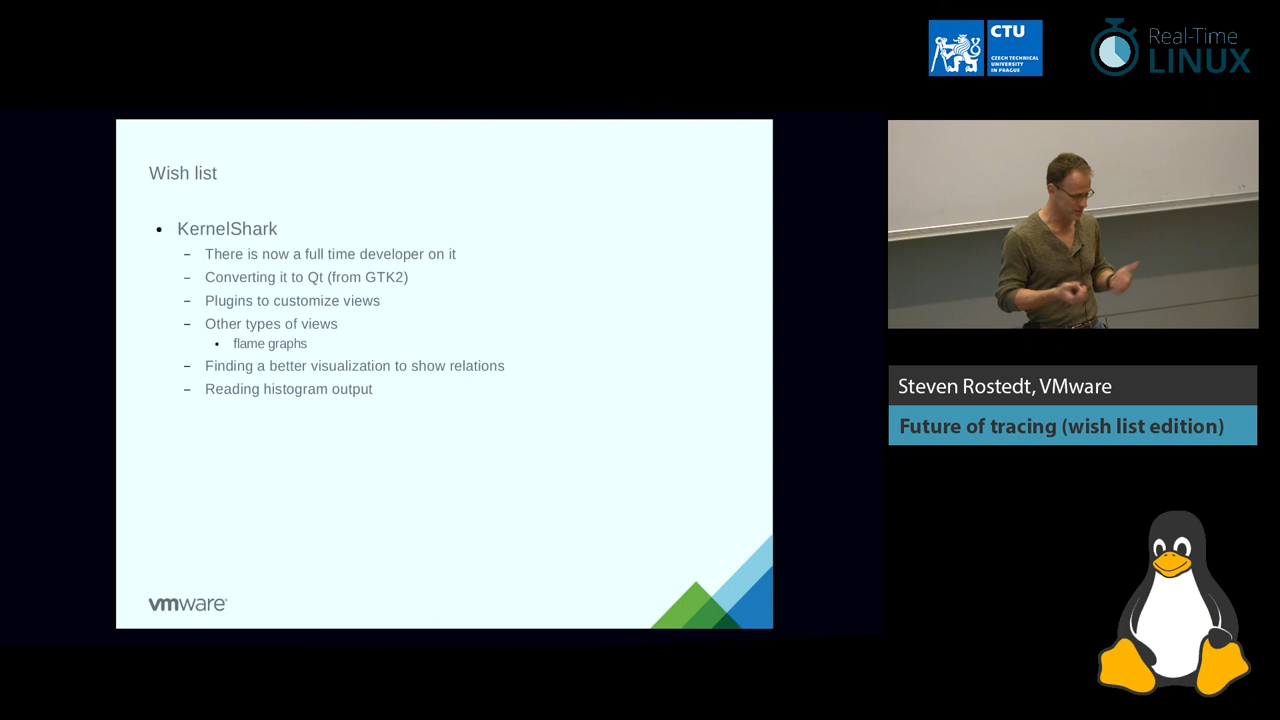 CTU
CZECH TECHNICAL
UNIVERSITY
IN PRAGUE
Real-Time
LINUX
Wish list
• KernelShark
– There is now a full time developer on it
– Converting it to Qt (from GTK2)
– Plugins to customize views
– Other types of views
• flame graphs
– Finding a better visualization to show relations
– Reading histogram output
vmware®
Steven Rostedt, VMware
Future of tracing (wish list edition)